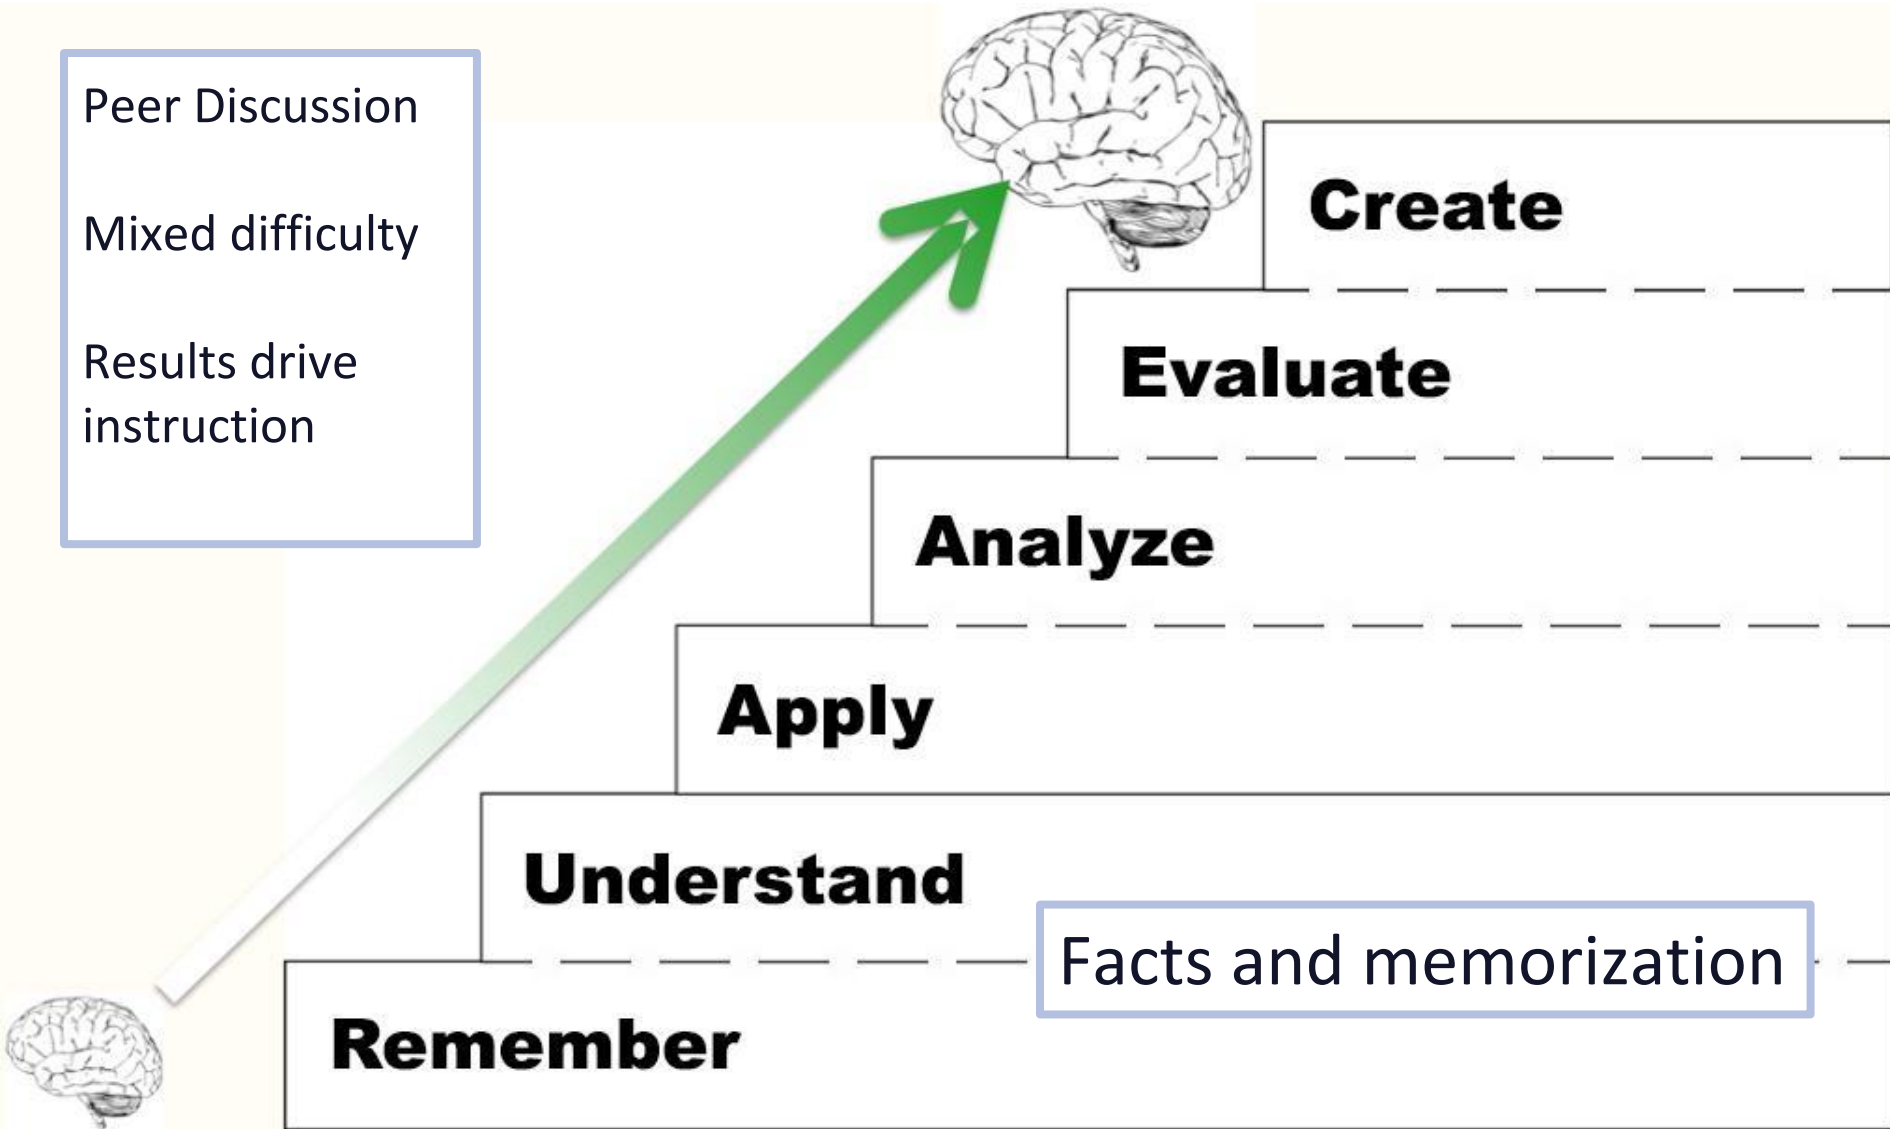 Peer Discussion
Mixed difficulty
Results drive
instruction
Create
Evaluate
Analyze
Apply
Understand
Facts and memorization
Remember